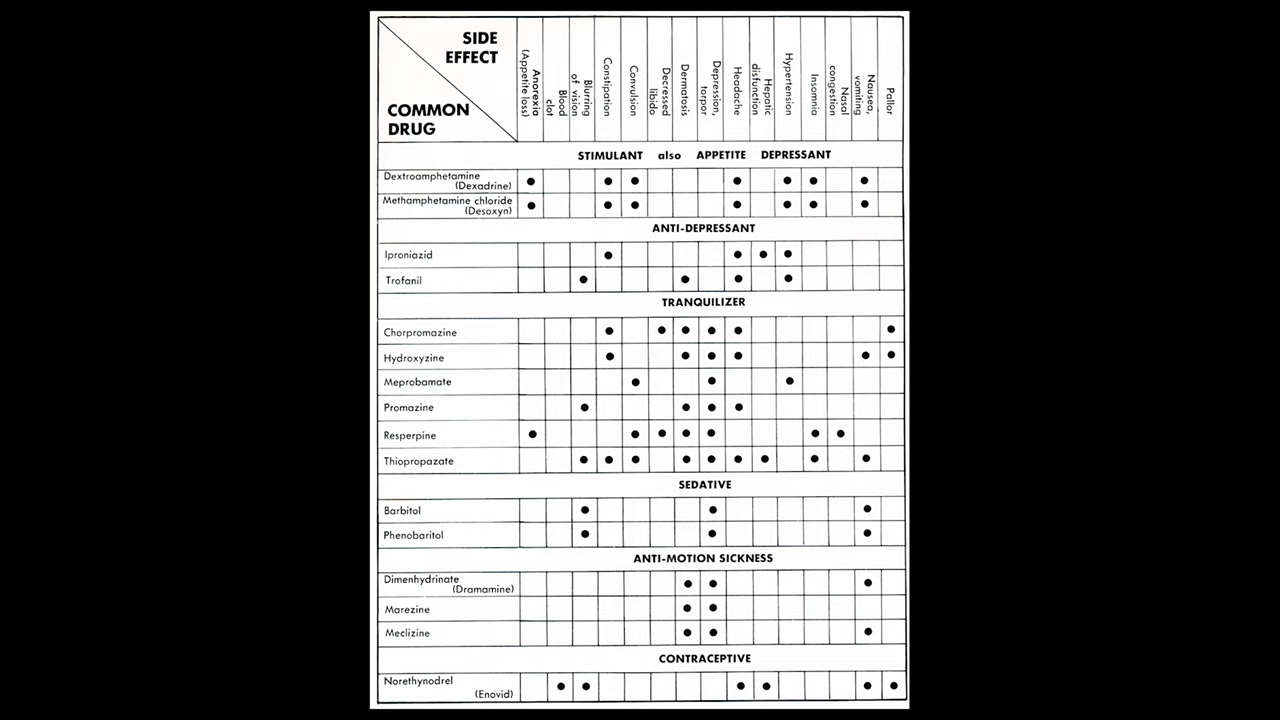 SIDE
EFFECT
COMMON
DRUG
Anorexia
(Appetite loss)
Blood
clot
Blurring
of vision
Constipation
Convulsion
Decressed
libido
Dermatosis
Depression,
torpor
Headache
Hepatic
disfunction
Hypertension
Insomnia
Nasal
congestion
Nausea,
vomiting
Pallor
STIMULANT also APPETITE DEPRESSANT
Dextroamphetamine
(Dexadrine)
Methamphetamine chloride
(Desoxyn)
ANTI-DEPRESSANT
Iproniazid
Trofanil
TRANQUILIZER
Chorpromazine
Hydroxyzine
Meprobamate
Promazine
Resperpine
Thiopropazate
SEDATIVE
Barbitol
Phenobaritol
ANTI-MOTION SICKNESS
Dimenhydrinate
(Dramamine)
Marezine
Meclizine
CONTRACEPTIVE
Norethynodrel
(Enovid)